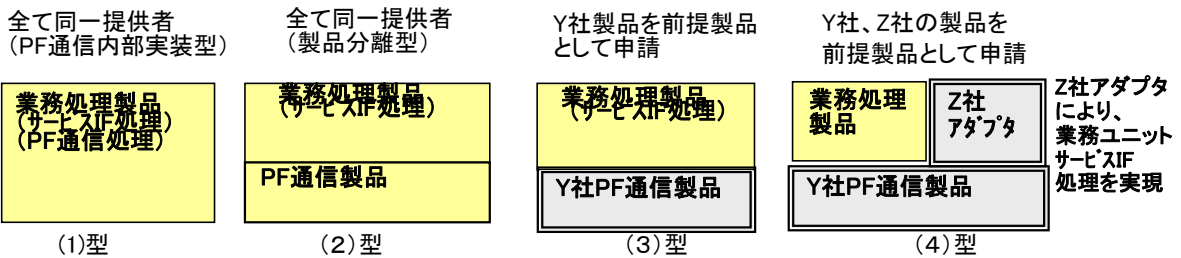 全て同一提供者
（PF通信内部実装型）
業務処理製品
（サービスIF処理）
（PF通信処理）
（1）型
全て同一提供者
（製品分離型）
業務処理製品
（サービスIF処理）
PF通信製品
（２）型
Y社製品を前提製品
として申請
業務処理製品
（サービスIF処理）
Y社PF通信製品
（３）型
Y社、Z社の製品を
前提製品として申請
業務処理
製品
Z社
アダプタ
Y社PF通信製品
Z社アダプタ
により、
業務ユニット
サービスIF
処理を実現
（４）型